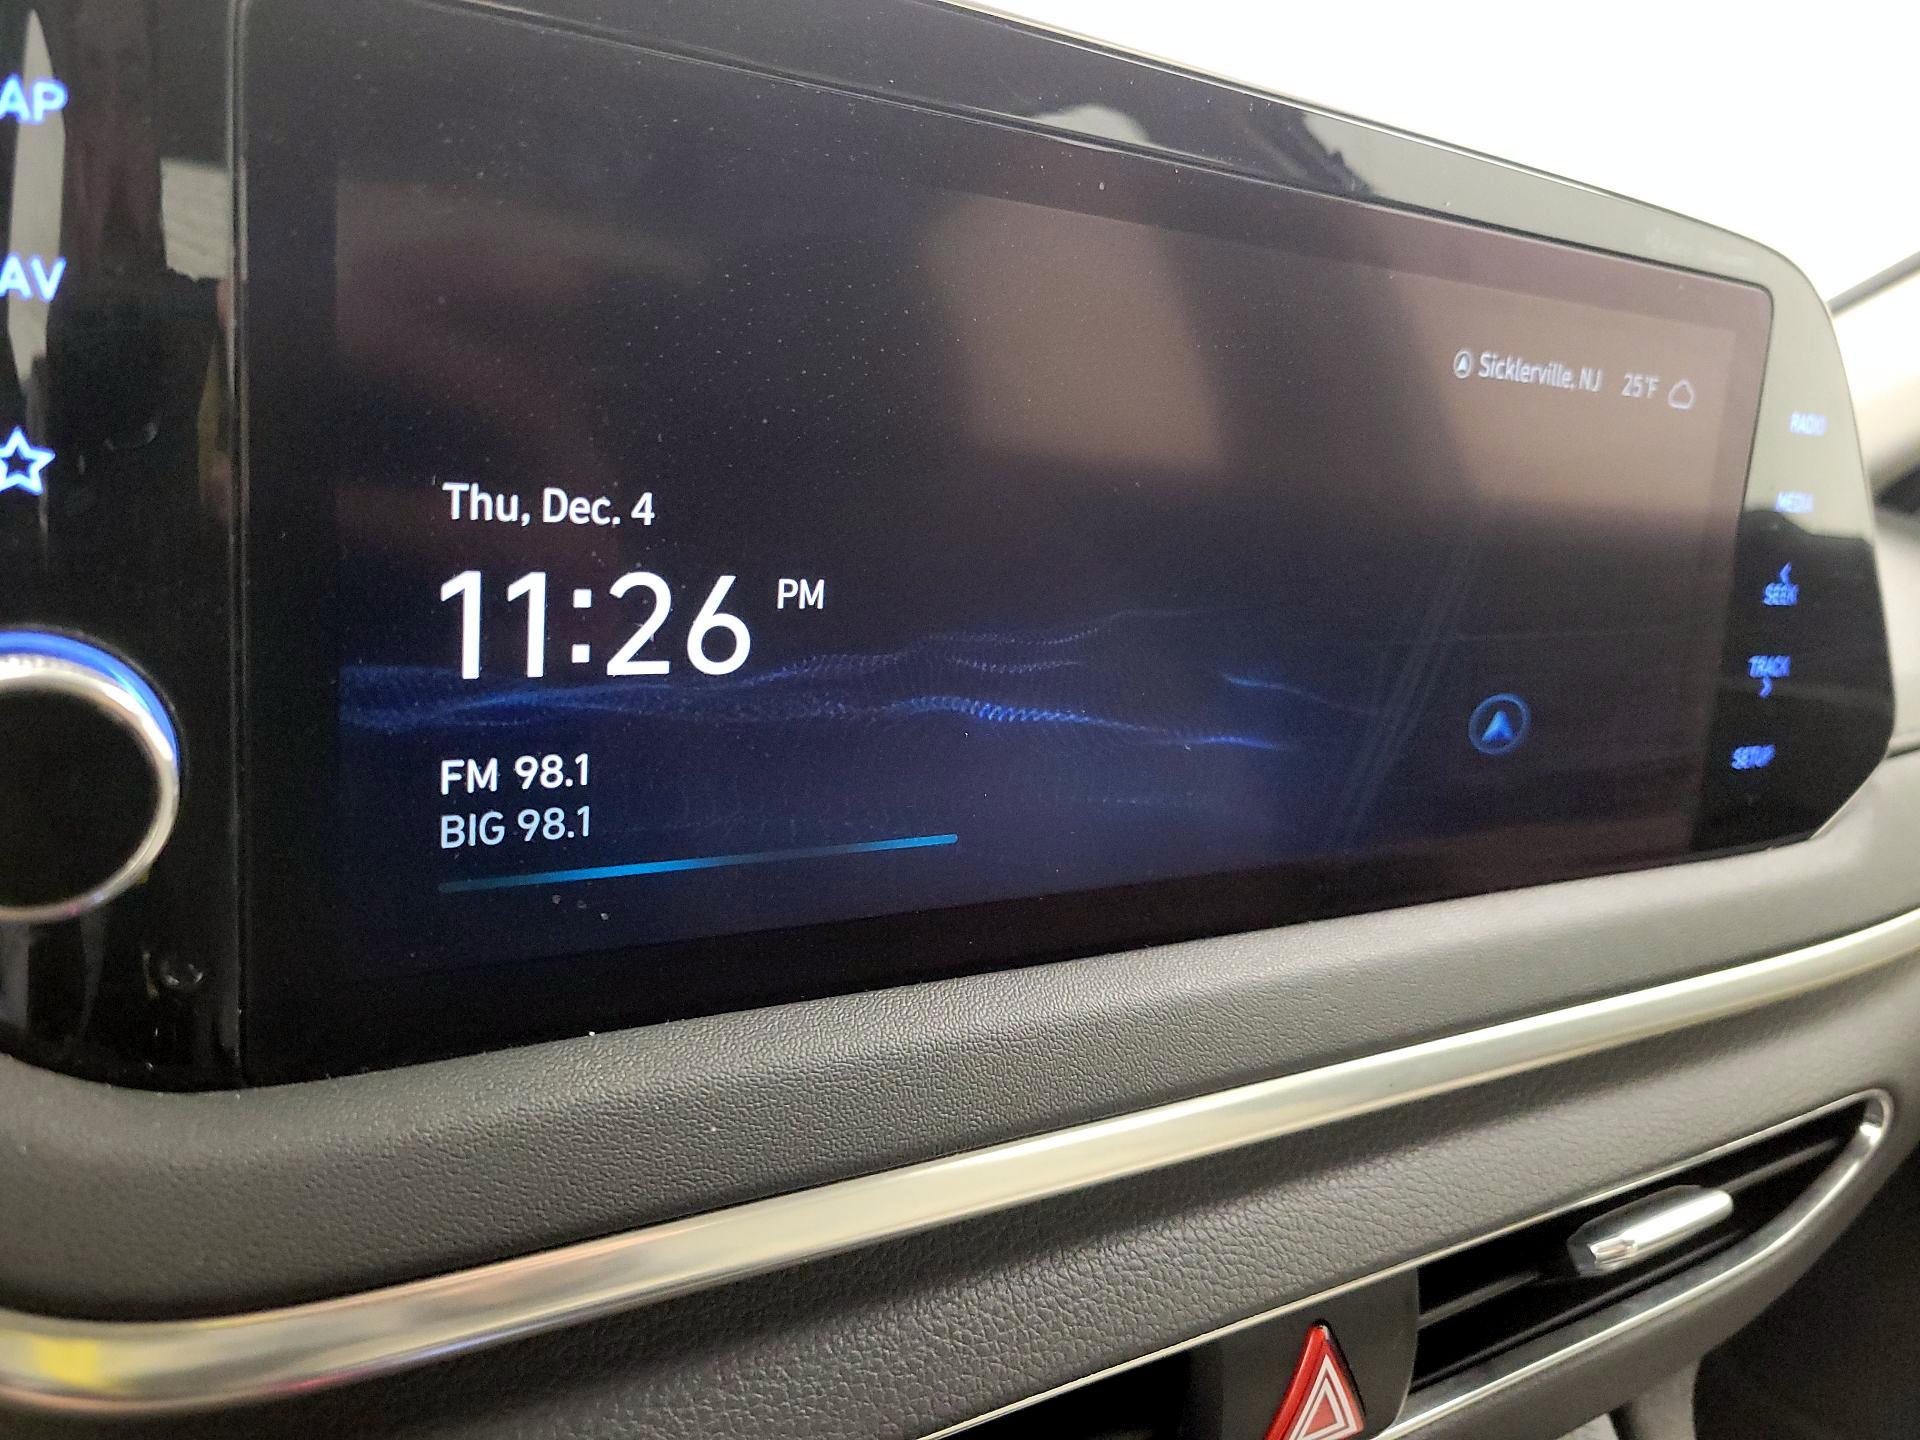 AP
AV
Sicklerville, NJ 25°F
Thu, Dec. 4
11:26 PM
FM 98.1
BIG 98.1
RADIO
MEDIA
SEEK
TRACK
SETUP